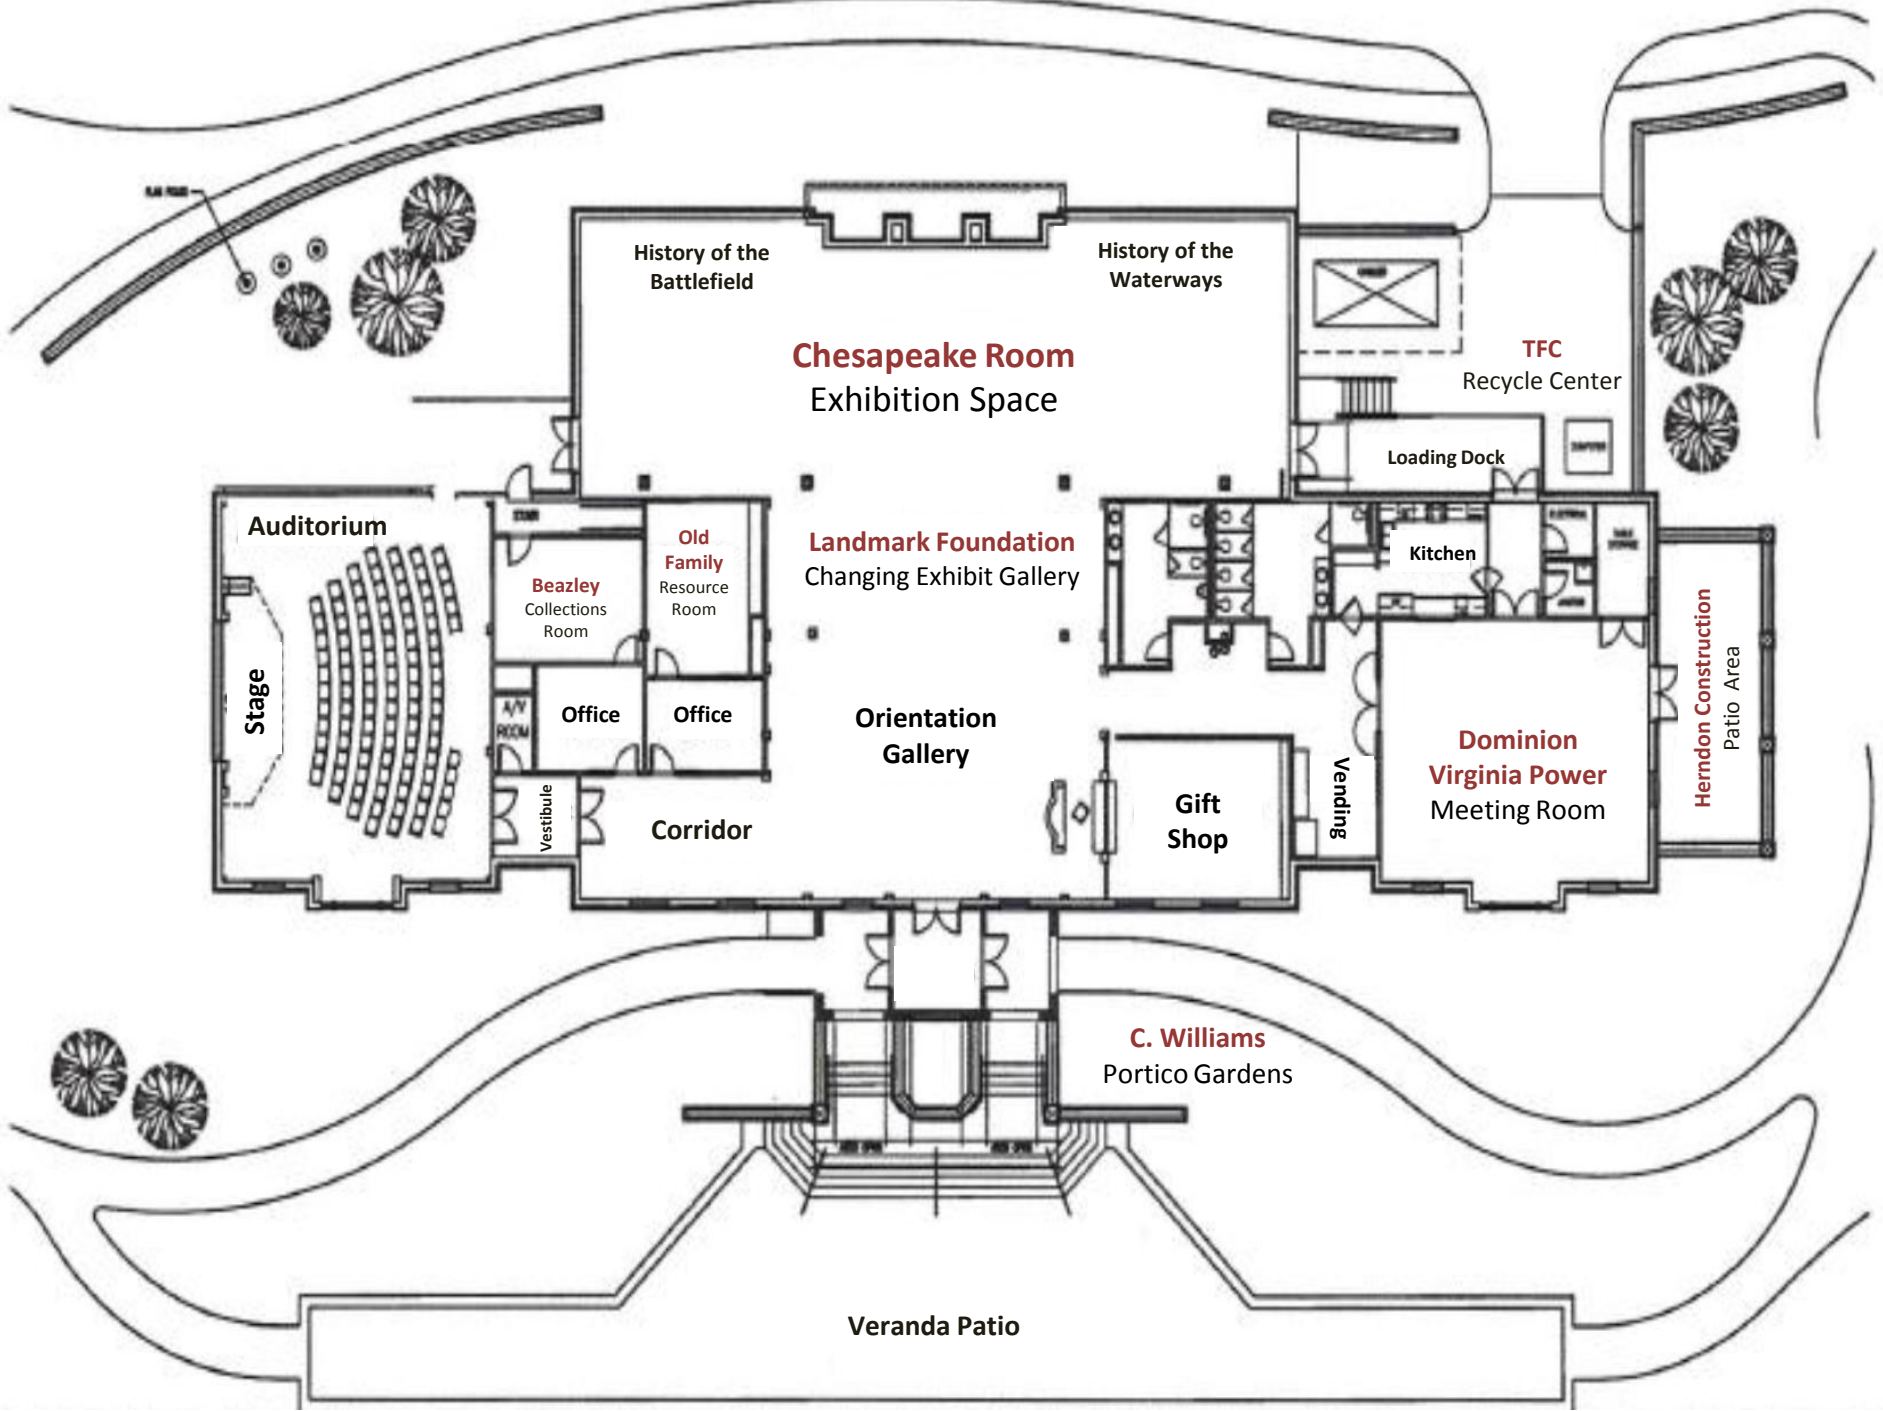 FLAG POLES
History of the
Battlefield
History of the
Waterways
Chesapeake Room
Exhibition Space
TFC
Recycle Center
Loading Dock
Auditorium
Stage
Beazley
Collections
Room
Old
Family
Resource
Room
Landmark Foundation
Changing Exhibit Gallery
Kitchen
A/V
ROOM
Office
Office
Orientation
Gallery
Vestibule
Corridor
Gift
Shop
Vending
Dominion
Virginia Power
Meeting Room
Herndon Construction
Patio Area
C. Williams
Portico Gardens
Veranda Patio